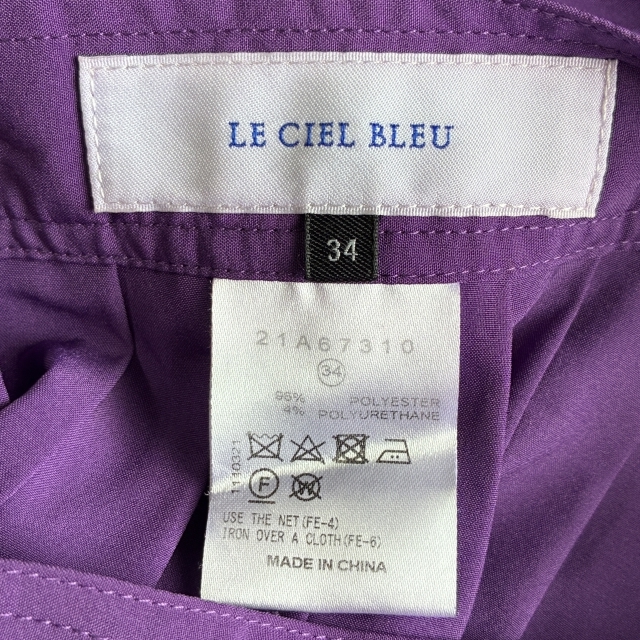 LE CIEL BLEU
34
21A67310
34
96% POLYESTER
4% POLYURETHANE
1110321
F W
USE THE NET(FE-4)
IRON OVER A CLOTH(FE-6)
MADE IN CHINA